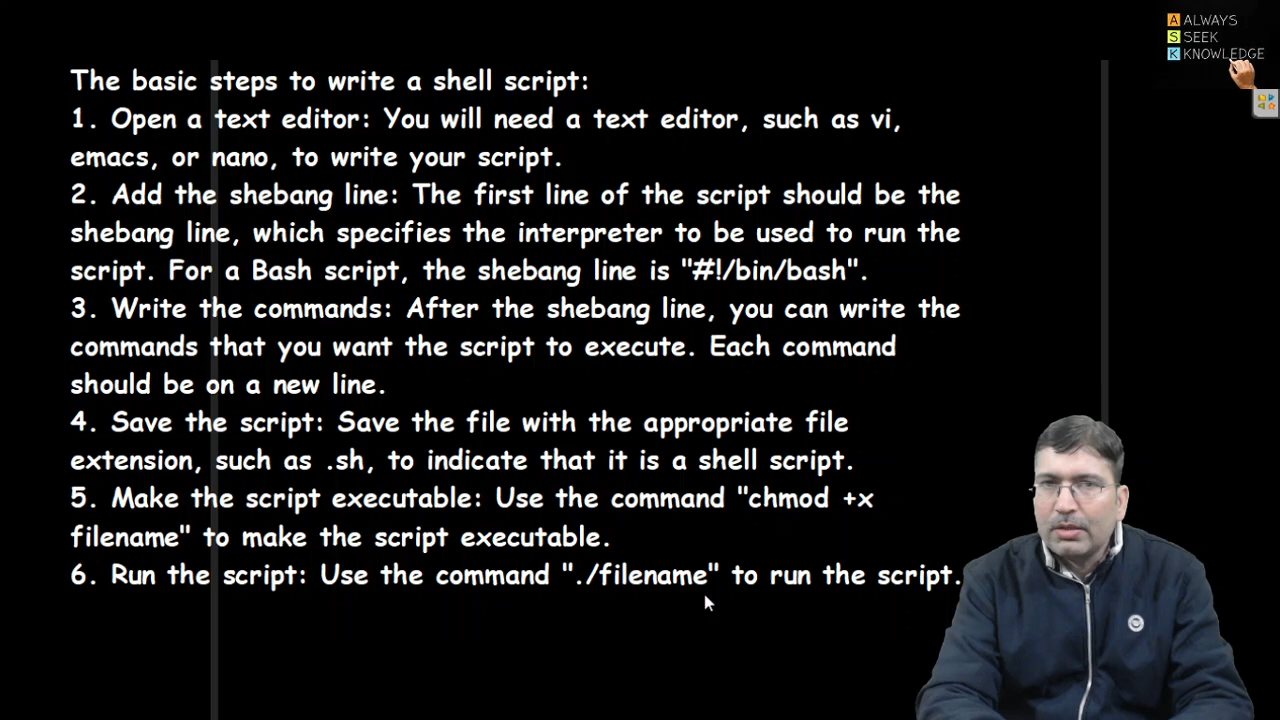 A ALWAYS
S SEEK
K KNOWLEDGE
The basic steps to write a shell script:
1. Open a text editor: You will need a text editor, such as vi,
emacs, or nano, to write your script.
2. Add the shebang line: The first line of the script should be the
shebang line, which specifies the interpreter to be used to run the
script. For a Bash script, the shebang line is "#!/bin/bash".
3. Write the commands: After the shebang line, you can write the
commands that you want the script to execute. Each command
should be on a new line.
4. Save the script: Save the file with the appropriate file
extension, such as .sh, to indicate that it is a shell script.
5. Make the script executable: Use the command "chmod +x
filename" to make the script executable.
6. Run the script: Use the command "./filename" to run the script.